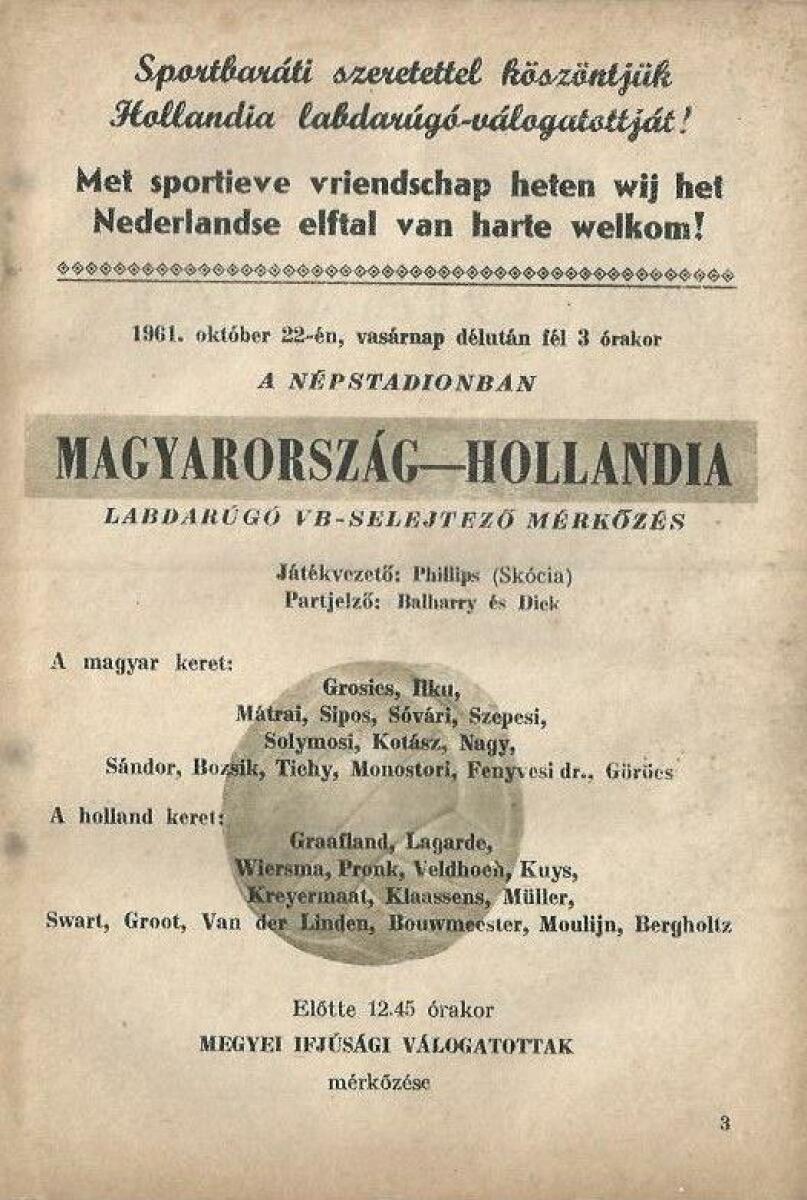 Sportbaráti szeretettel köszöntjük
Hollandia labdarúgó-válogatottját!
Met sportieve vriendschap heten wij het
Nederlandse elftal van harte welkom!
1961. október 22-én, vasárnap délután fél 3 órakor
A NÉPSTADIONBAN
MAGYARORSZÁG—HOLLANDIA
LABDARÚGÓ VB-SELEJTEZŐ MÉRKŐZÉS
Játékvezető: Phillips (Skócia)
Partjelző: Balharry és Dick
A magyar keret:
Grosics, Ilku,
Mátrai, Sipos, Sóvári, Szepesi,
Solymosi, Kotász, Nagy,
Sándor, Bozsik, Tichy, Monostori, Fenyvesi dr., Göröcs
A holland keret:
Graafland, Lagarde,
Wiersma, Pronk, Veldhoen, Kuys,
Kreyermaat, Klaassens, Müller,
Swart, Groot, Van der Linden, Bouwmeester, Moulijn, Bergholtz
Előtte 12.45 órakor
MEGYEI IFJÚSÁGI VÁLOGATOTTAK
mérkőzése
3